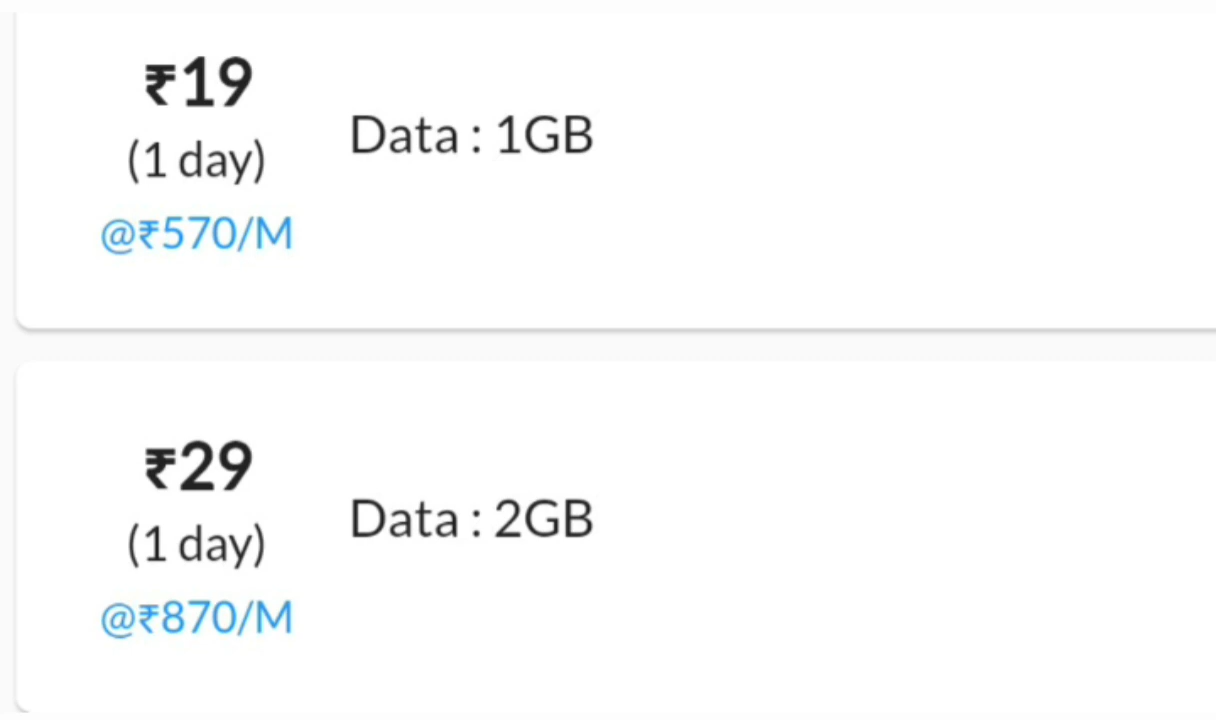 ₹19
(1 day)
@₹570/M
Data : 1GB
₹29
(1 day)
@₹870/M
Data : 2GB